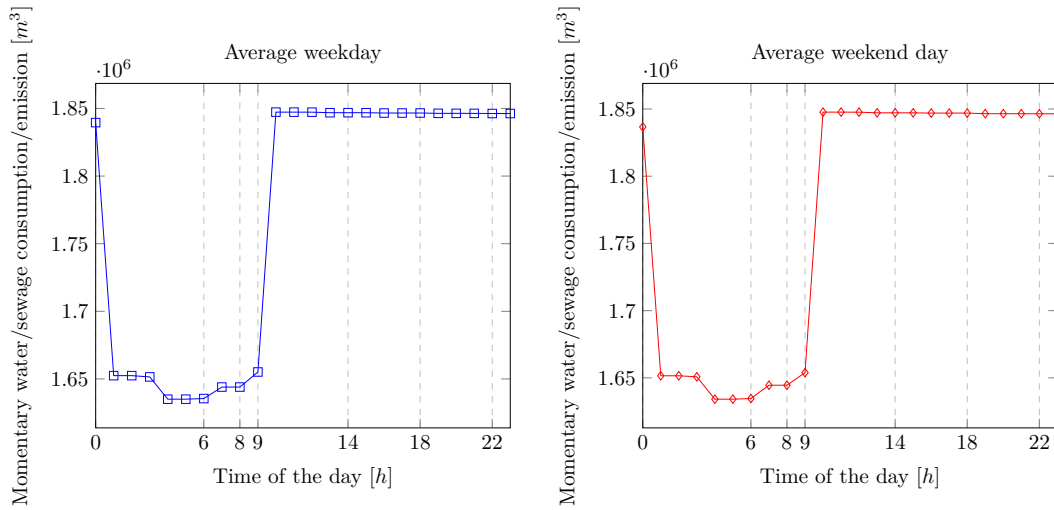 Average weekday
·10^6
Momentary water/sewage consumption/emission [m^3]
1.85
1.8
1.75
1.7
1.65
0 6 8 9 14 18 22
Time of the day [h]
Average weekend day
·10^6
Momentary water/sewage consumption/emission [m^3]
1.85
1.8
1.75
1.7
1.65
0 6 8 9 14 18 22
Time of the day [h]